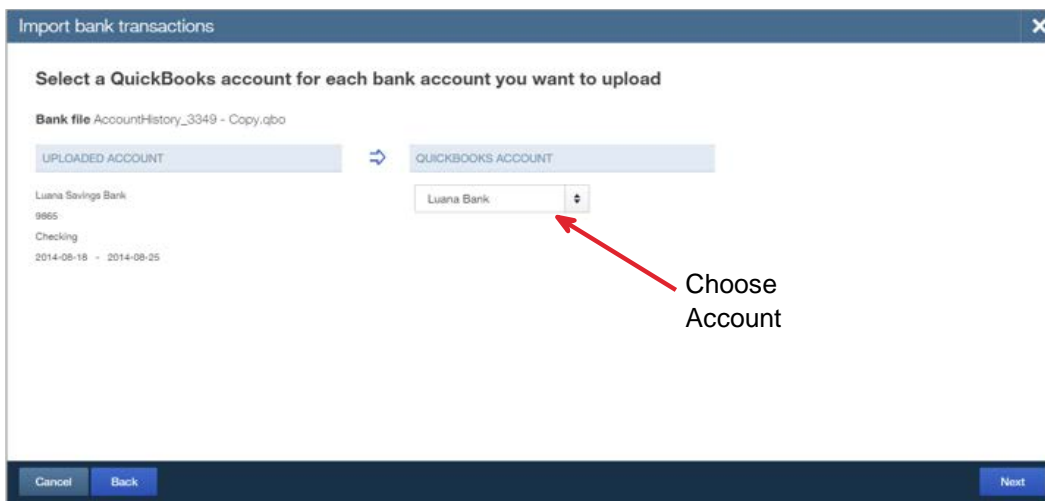 Import bank transactions
Select a QuickBooks account for each bank account you want to upload
Bank file AccountHistory_3349 - Copy.qbo
UPLOADED ACCOUNT
QUICKBOOKS ACCOUNT
Luana Savings Bank
Luana Bank
9865
Checking
2014-08-18 - 2014-08-25
Choose
Account
Cancel
Back
Next